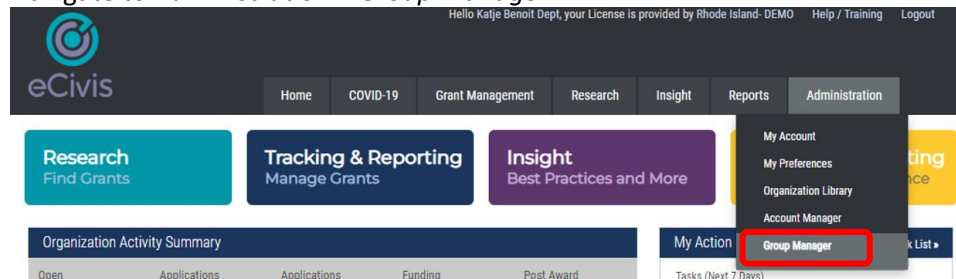 Hello Katje Benoit Dept, your License is provided by Rhode Island- DEMO Help / Training Logout
eCivis
Home COVID-19 Grant Management Research Insight Reports Administration
My Account
My Preferences
Organization Library
Account Manager
Group Manager
Research
Find Grants
Tracking & Reporting
Manage Grants
Insight
Best Practices and More
Organization Activity Summary
My Action
List »
Open Applications Applications Funding Post Award
Tasks (Next 7 Days)